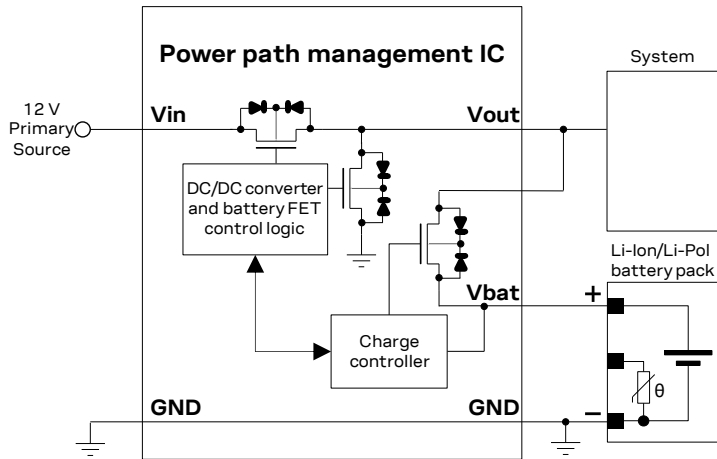 Power path management IC
System
12 V
Primary
Source
Vin
Vout
DC/DC converter
and battery FET
control logic
Li-Ion/Li-Pol
battery pack
Vbat
+
Charge
controller
θ
GND
GND
–